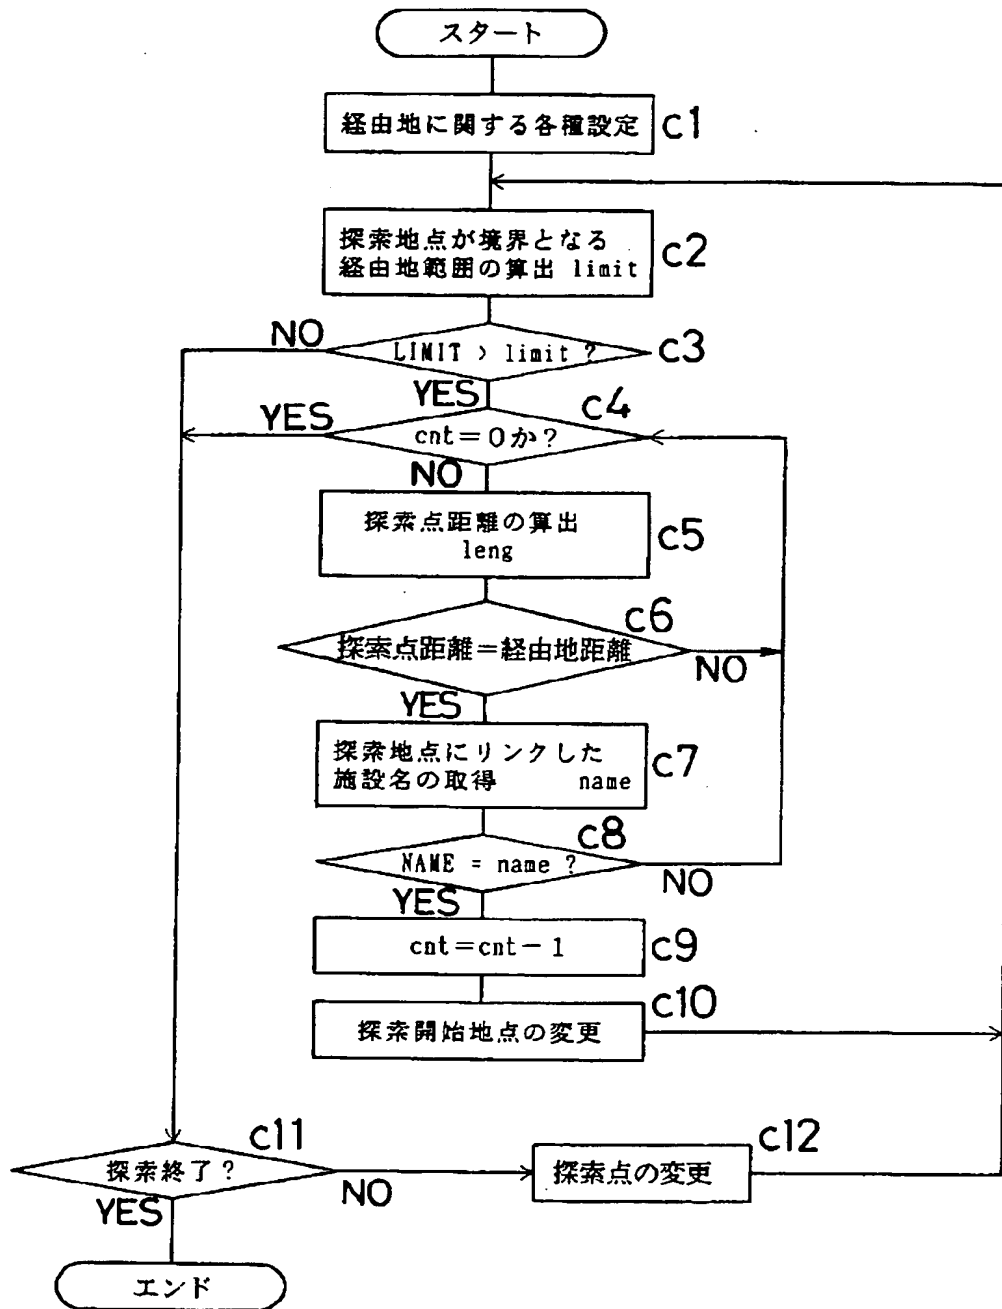 スタート
経由地に関する各種設定 c1
探索地点が境界となる
経由地範囲の算出 limit
c2
NO
LIMIT > limit ?
c3
YES
c4
YES
cnt=0か?
NO
探索点距離の算出
leng
c5
c6
探索点距離=経由地距離
NO
YES
探索地点にリンクした
施設名の取得 name
c7
c8
NAME = name ?
NO
YES
cnt=cnt-1
c9
c10
探索開始地点の変更
c11
探索終了?
NO
YES
c12
探索点の変更
エンド